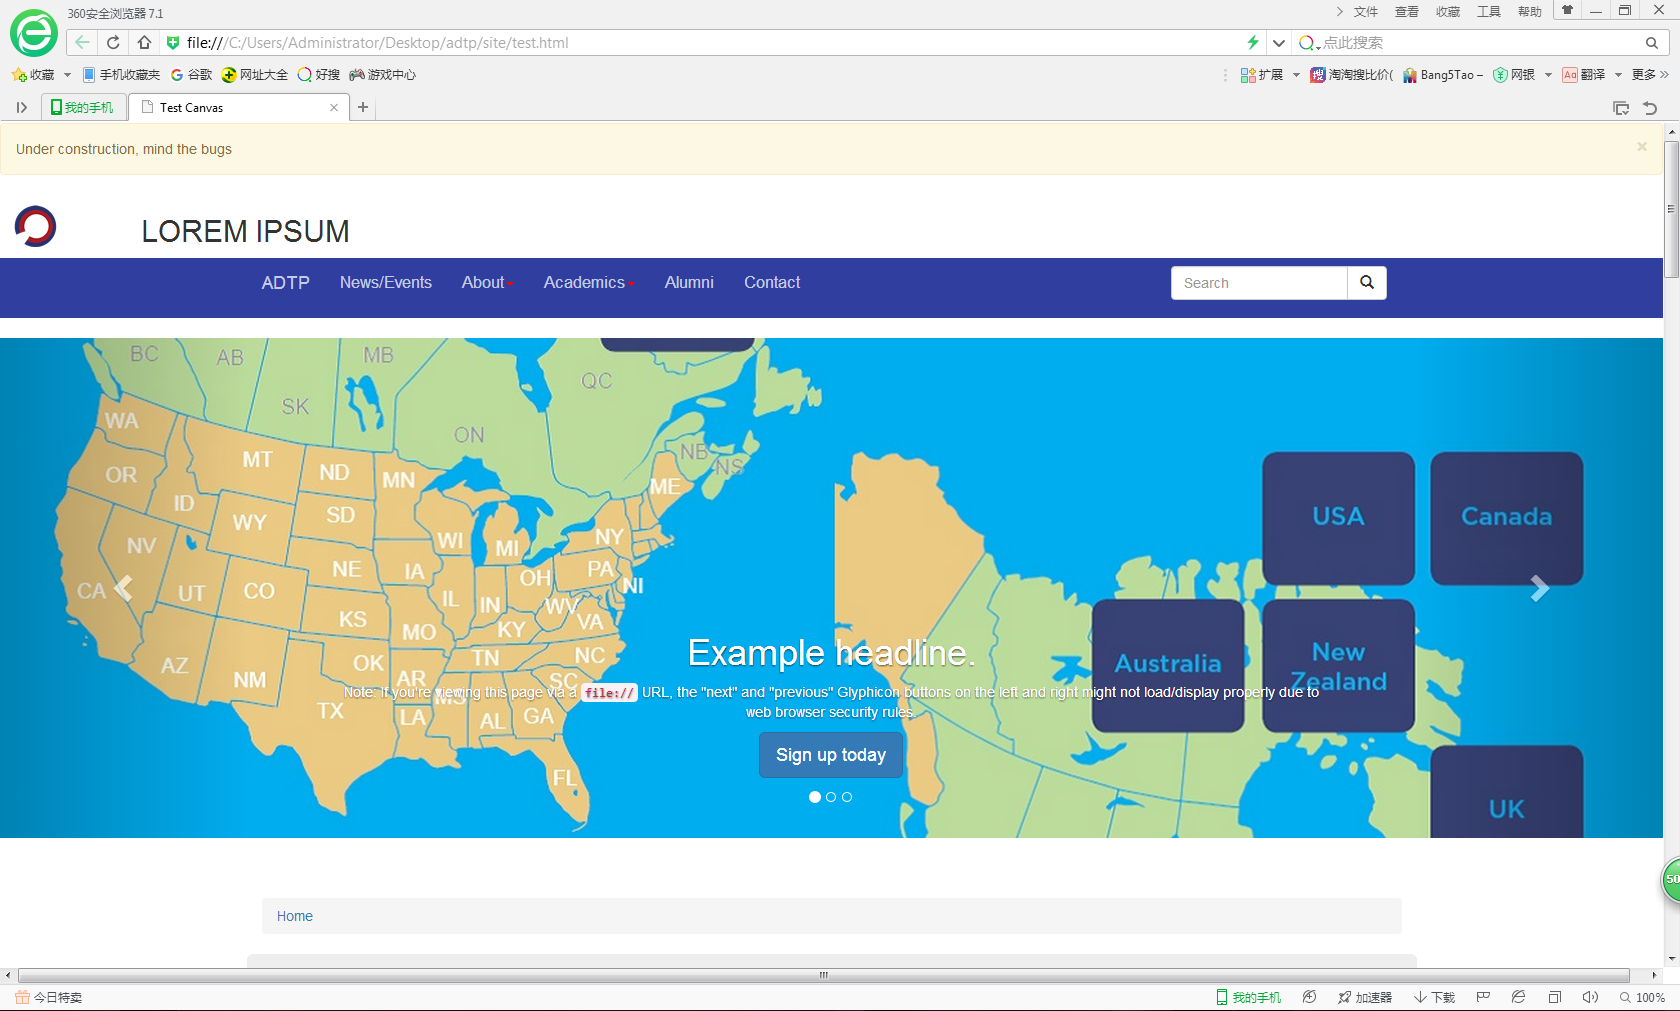 360安全浏览器 7.1
文件 查看 收藏 工具 帮助
file:///C:/Users/Administrator/Desktop/adtp/site/test.html
点此搜索
收藏 手机收藏夹 谷歌 网址大全 好搜 游戏中心
扩展 淘淘搜比价( Bang5Tao – 网银 Aa 翻译 更多 »
我的手机 Test Canvas
Under construction, mind the bugs ×
LOREM IPSUM
ADTP News/Events About Academics Alumni Contact Search
BC AB MB
QC
SK
WA
ON
NB
NS
MT ND MN
OR
ME
ID WY SD
NV WI MI NY
NE IA OH PA
CA UT CO NI
IL IN WV
KS VA
MO KY
AZ NM OK TN NC
AR SC
TX MS
LA AL GA
FL
USA Canada
Australia New
Zealand
UK
Example headline.
Note: If you're viewing this page via a file:// URL, the "next" and "previous" Glyphicon buttons on the left and right might not load/display properly due to
web browser security rules.
Sign up today
50
Home
今日特卖 我的手机 加速器 下载 100%